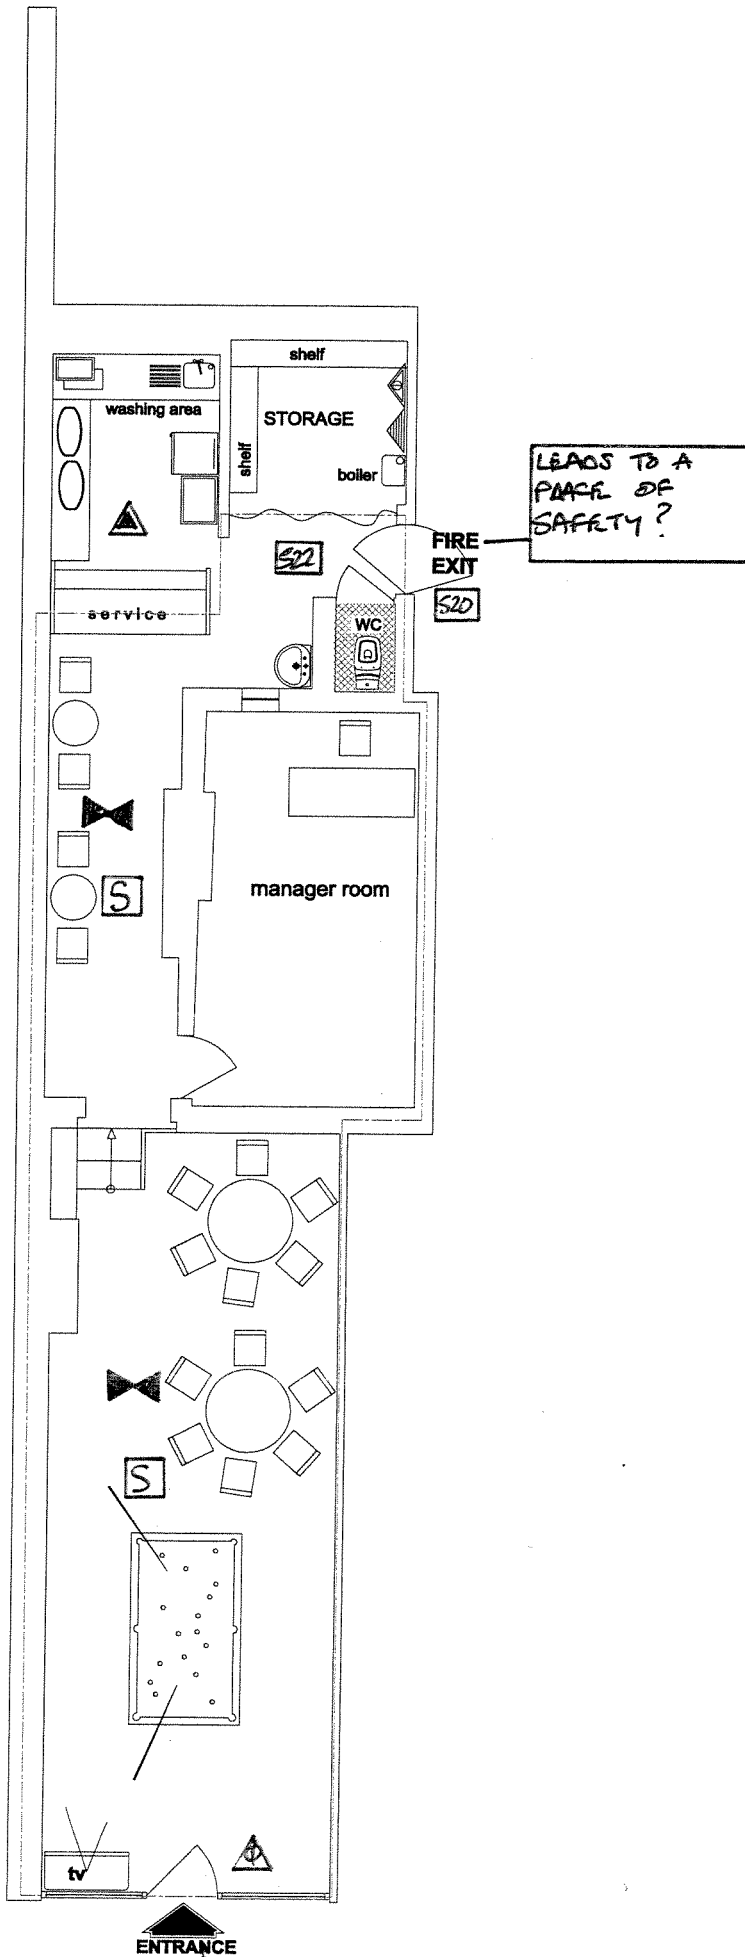 shelf
washing area
STORAGE
shelf
boiler
LEADS TO A
PLACE OF
SAFETY?
FIRE
EXIT
S22
S20
service
WC
S
manager room
S
tv
ENTRANCE